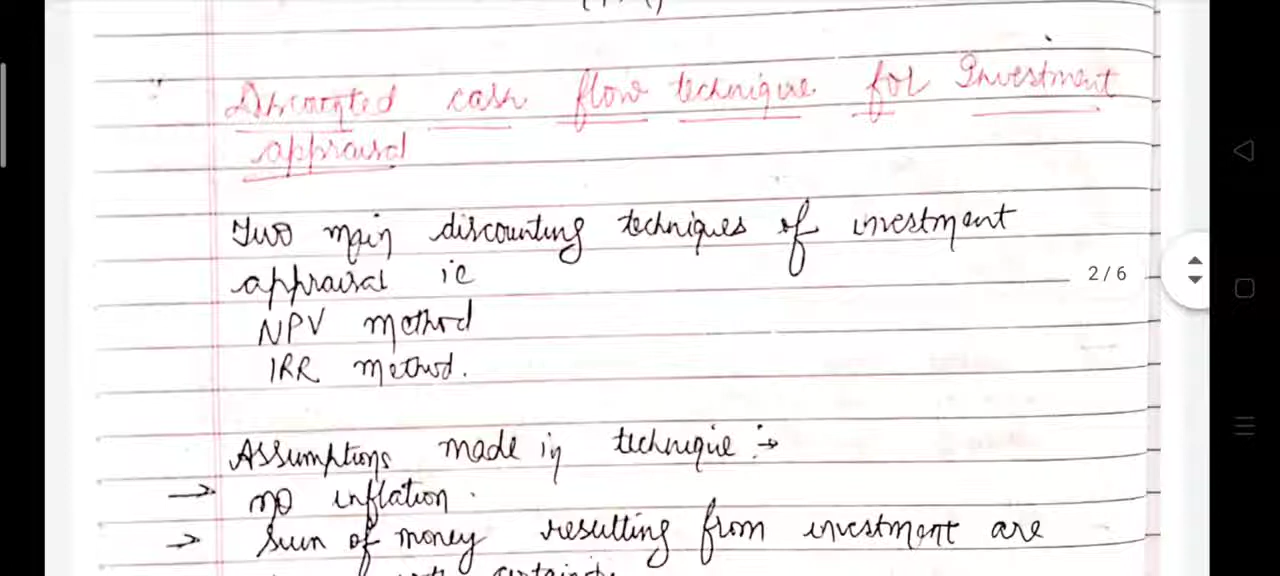 Discounted cash flow technique for Investment
appraisal
Two main discounting techniques of investment
appraisal ie
2 / 6
NPV method
IRR method.
Assumptions made in technique :→
→ no inflation.
→ Sum of money resulting from investment are
certainty